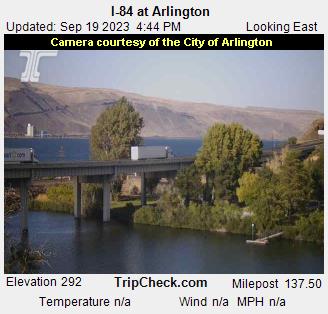 I-84 at Arlington
Updated: Sep 19 2023 4:44 PM Looking East
Camera courtesy of the City of Arlington
Elevation 292 TripCheck.com Milepost 137.50
Temperature n/a Wind n/a MPH n/a